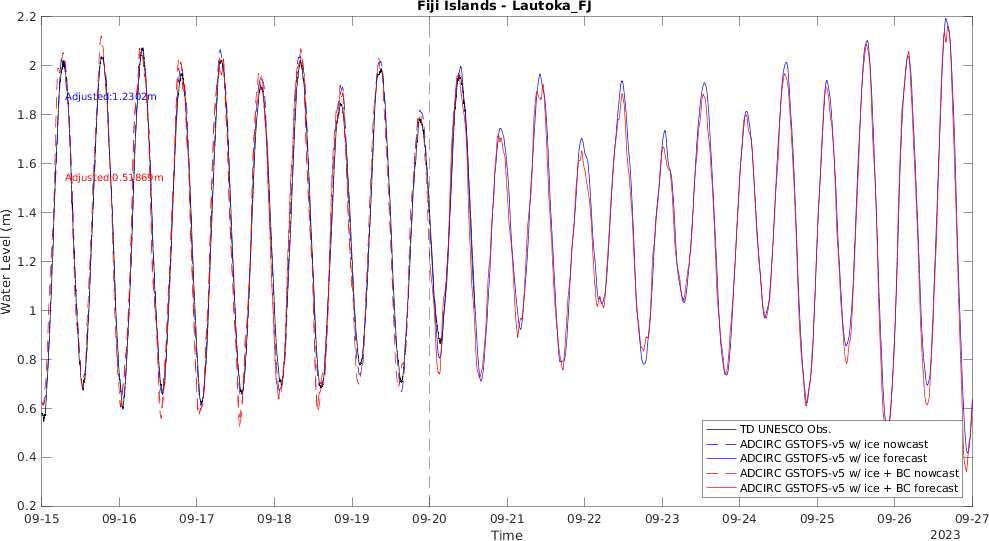 Fiji Islands - Lautoka_FJ
2.2
2
1.8
1.6
1.4
1.2
1
0.8
0.6
0.4
0.2
Water Level (m)
Adjusted:1.2302m
Adjusted:0.51869m
TD UNESCO Obs.
ADCIRC GSTOFS-v5 w/ ice nowcast
ADCIRC GSTOFS-v5 w/ ice forecast
ADCIRC GSTOFS-v5 w/ ice + BC nowcast
ADCIRC GSTOFS-v5 w/ ice + BC forecast
09-15 09-16 09-17 09-18 09-19 09-20 09-21 09-22 09-23 09-24 09-25 09-26 09-27
Time
2023